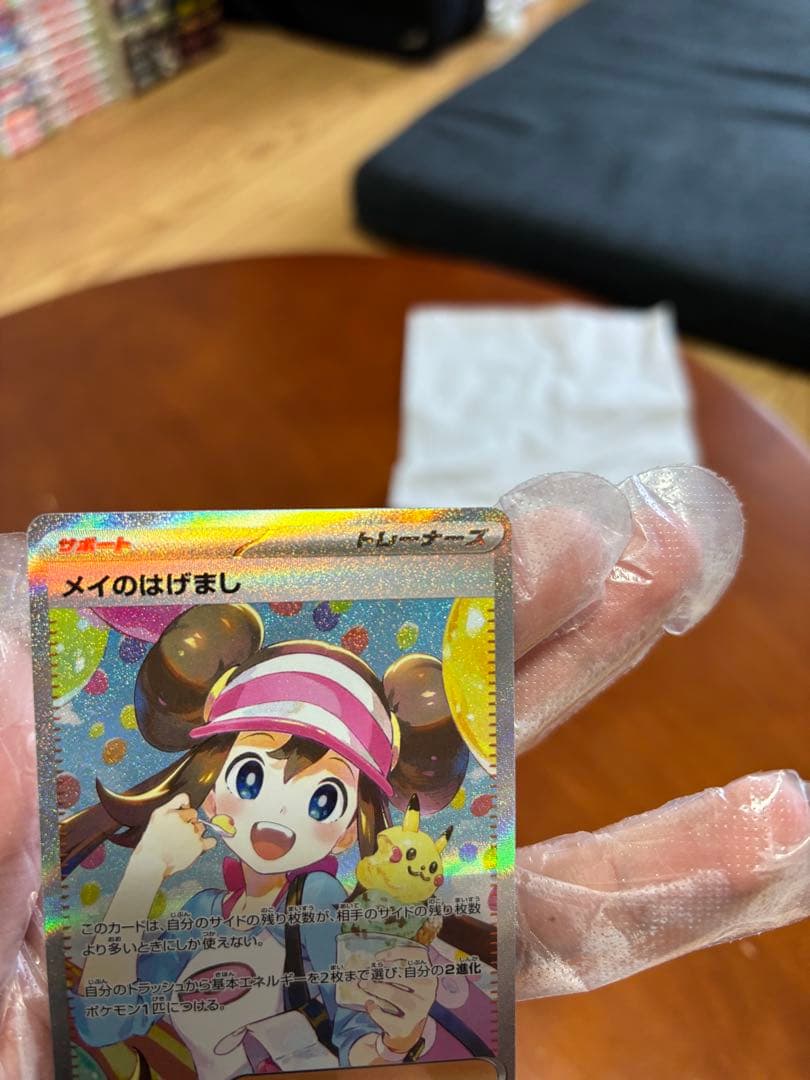 サポート
トレーナーズ
メイのはげまし
このカードは、自分のサイドの残り枚数が、相手のサイドの残り枚数
より多いときにしか使えない。
自分のトラッシュから基本エネルギーを2枚まで選び、自分の2進化
ポケモン1匹につける。